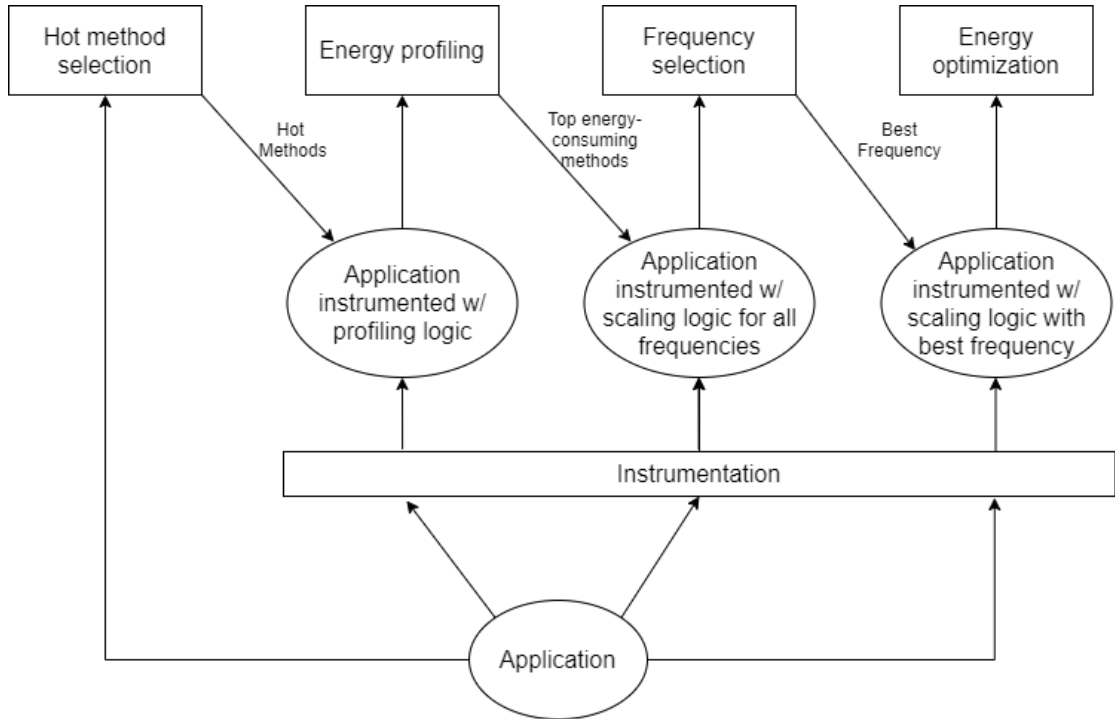 Hot method
selection
Energy profiling
Frequency
selection
Energy
optimization
Hot
Methods
Top energy-
consuming
methods
Best
Frequency
Application
instrumented w/
profiling logic
Application
instrumented w/
scaling logic for all
frequencies
Application
instrumented w/
scaling logic with
best frequency
Instrumentation
Application